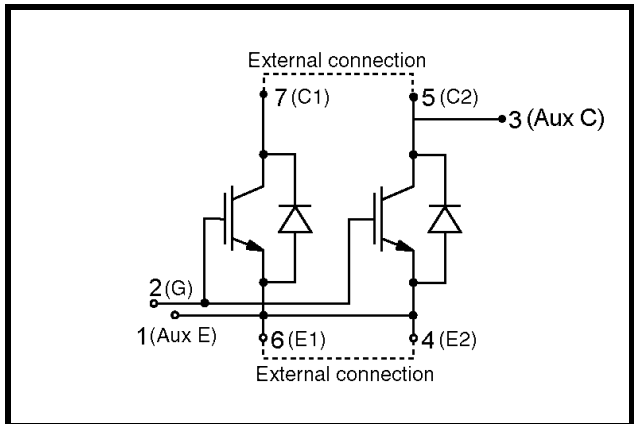 External connection
7 (C1)
5 (C2)
3 (Aux C)
2 (G)
1 (Aux E)
6 (E1)
4 (E2)
External connection